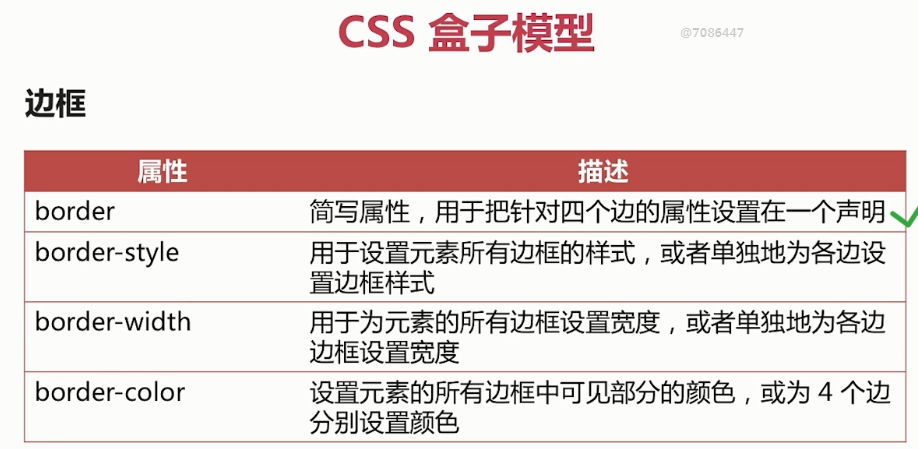 CSS 盒子模型
@7086447
边框
属性 描述
border 简写属性，用于把针对四个边的属性设置在一个声明
border-style 用于设置元素所有边框的样式，或者单独地为各边设
置边框样式
border-width 用于为元素的所有边框设置宽度，或者单独地为各边
边框设置宽度
border-color 设置元素的所有边框中可见部分的颜色，或为 4 个边
分别设置颜色